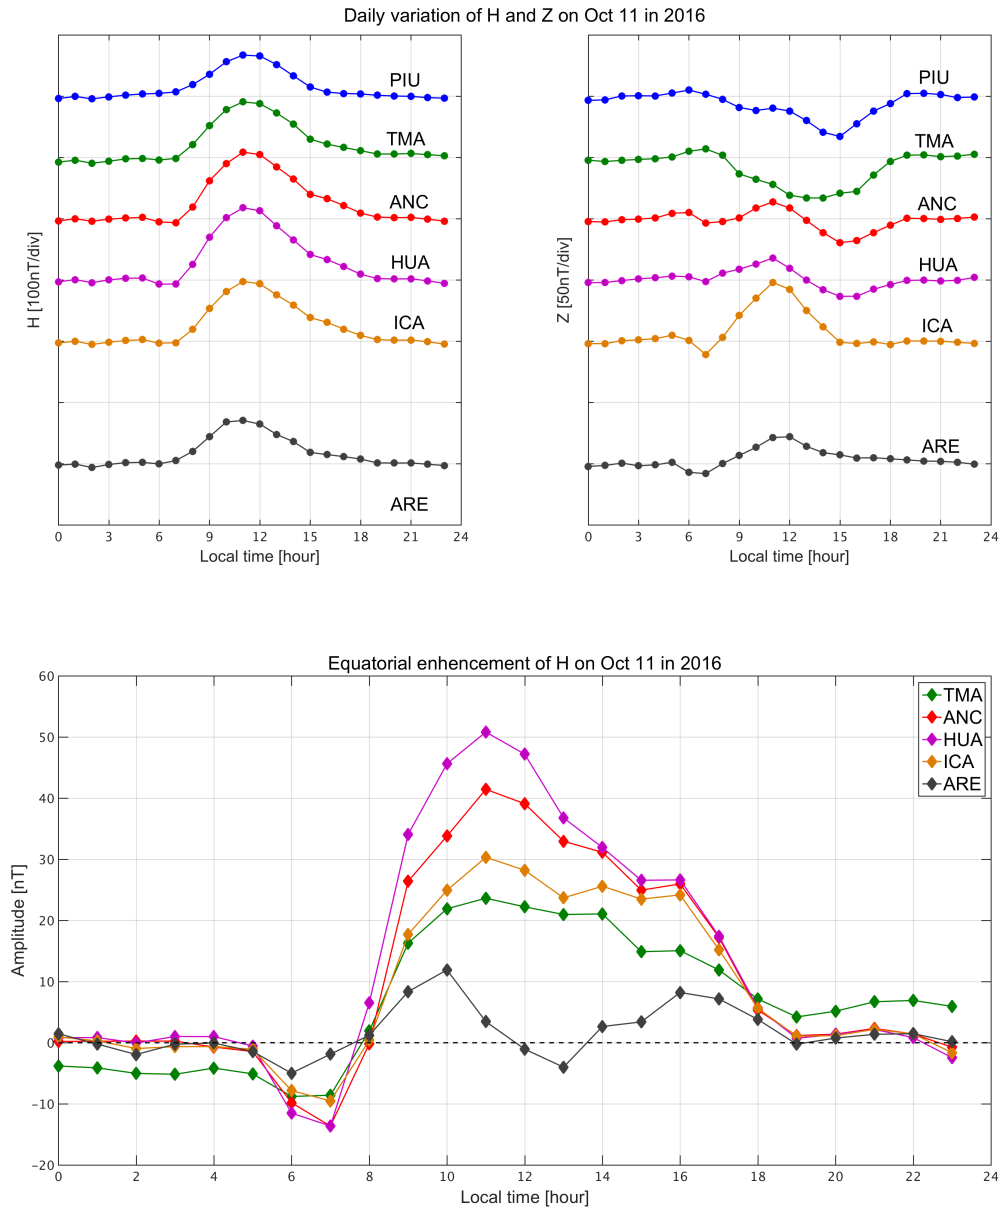 Daily variation of H and Z on Oct 11 in 2016
H [100nT/div]
PIU
TMA
ANC
HUA
ICA
ARE
0 3 6 9 12 15 18 21 24
Local time [hour]
Z [50nT/div]
PIU
TMA
ANC
HUA
ICA
ARE
0 3 6 9 12 15 18 21 24
Local time [hour]
Equatorial enhencement of H on Oct 11 in 2016
Amplitude [nT]
60
50
40
30
20
10
0
−10
−20
TMA
ANC
HUA
ICA
ARE
0 2 4 6 8 10 12 14 16 18 20 22 24
Local time [hour]